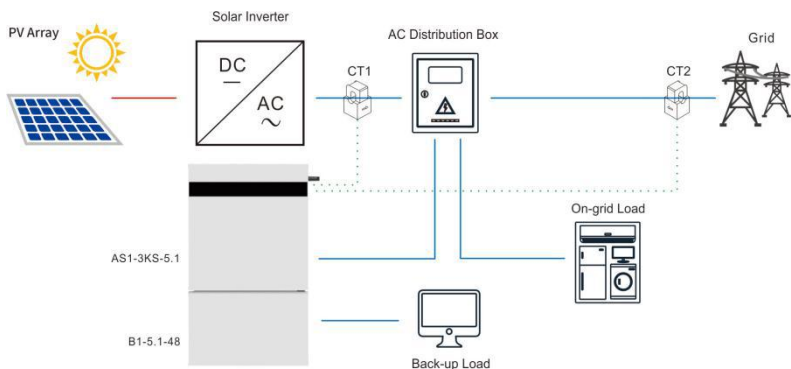 Solar Inverter
PV Array
AC Distribution Box
Grid
DC
AC
CT1
CT2
On-grid Load
AS1-3KS-5.1
B1-5.1-48
Back-up Load